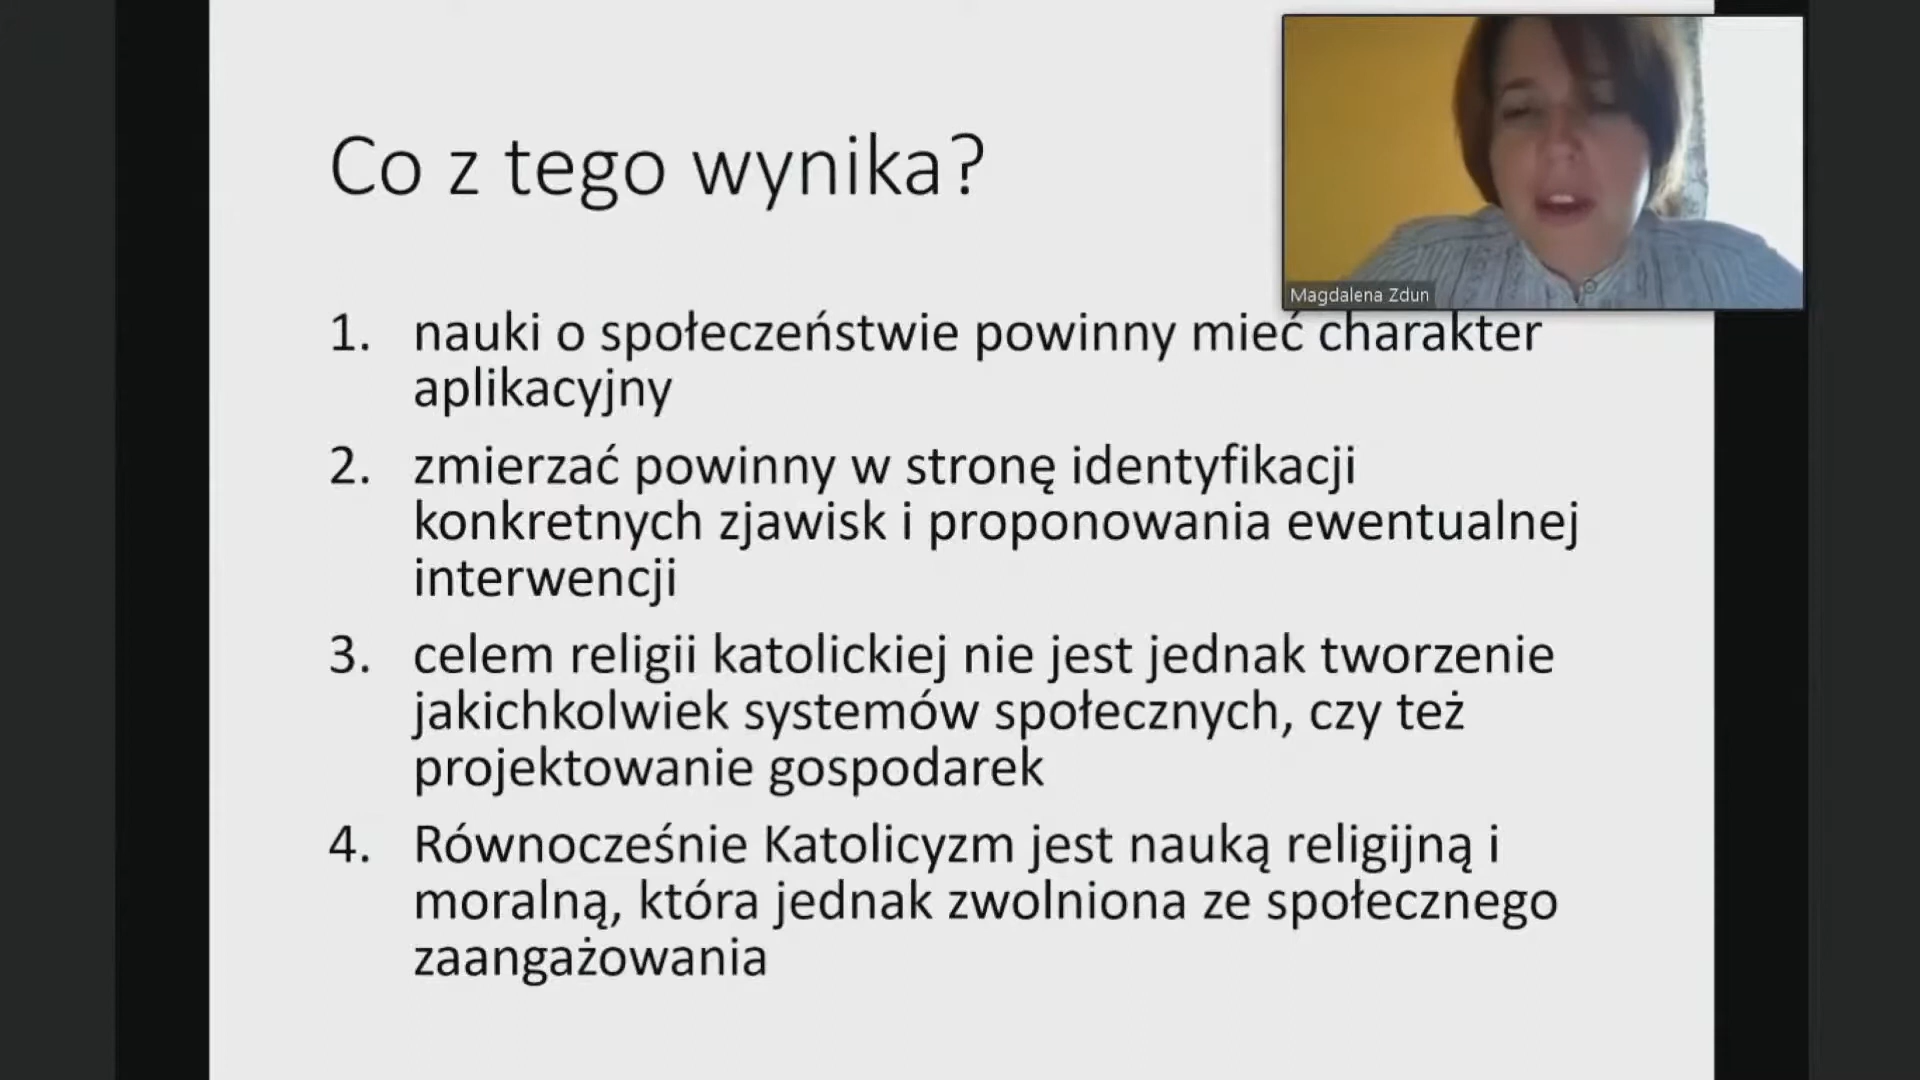 Co z tego wynika?
Magdalena Zdun
1. nauki o społeczeństwie powinny mieć charakter
aplikacyjny
2. zmierzać powinny w stronę identyfikacji
konkretnych zjawisk i proponowania ewentualnej
interwencji
3. celem religii katolickiej nie jest jednak tworzenie
jakichkolwiek systemów społecznych, czy też
projektowanie gospodarek
4. Równocześnie Katolicyzm jest nauką religijną i
moralną, która jednak zwolniona ze społecznego
zaangażowania